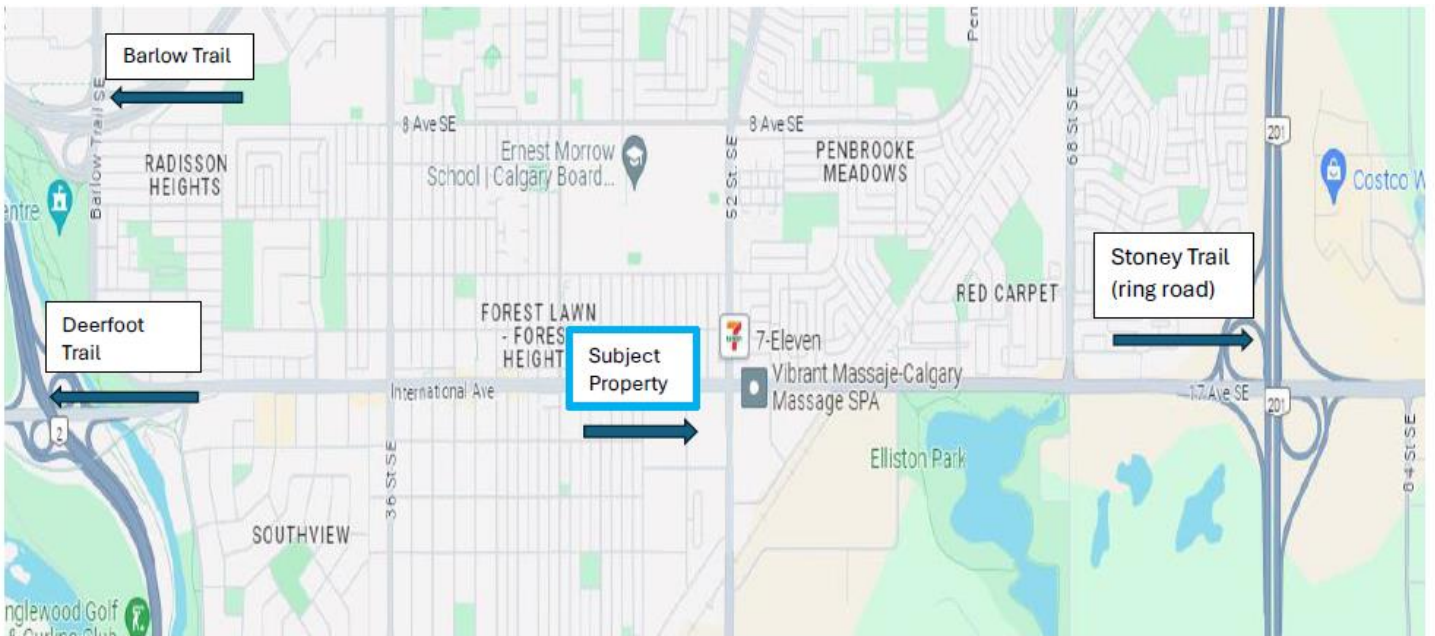 Barlow Trail
Barlow Trail SE
8 Ave SE
8 Ave SE
201
68 St SE
52 St. SE
RADISSON
HEIGHTS
Ernest Morrow
School | Calgary Board...
PENBROOKE
MEADOWS
Costco W
entre
Stoney Trail
(ring road)
RED CARPET
FOREST LAWN
- FORES
HEIGHT
Deerfoot
Trail
Subject
Property
7-Eleven
Vibrant Massaje-Calgary
Massage SPA
International Ave
17 Ave SE
201
2
36 St SE
84 St SE
Elliston Park
SOUTHVIEW
nglewood Golf
& Curling Club
Pen